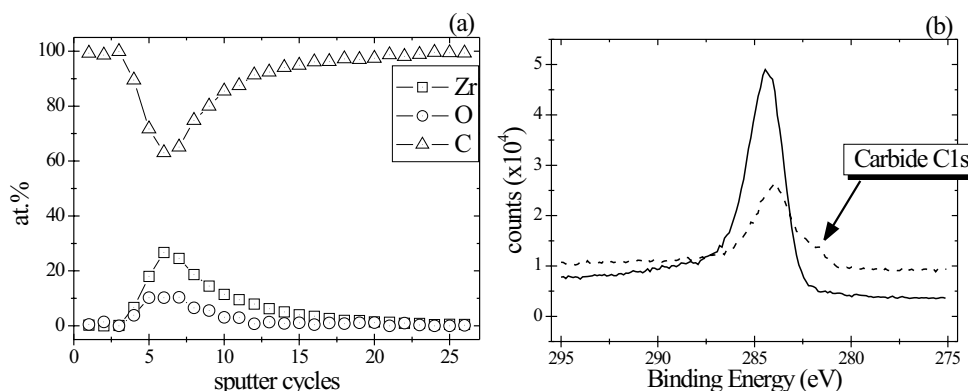 (a)
100
80
60
40
20
0
at.%
Zr
O
C
0 5 10 15 20 25
sputter cycles
(b)
5
4
3
2
1
0
counts (x10⁴)
Carbide C1s
295 290 285 280 275
Binding Energy (eV)